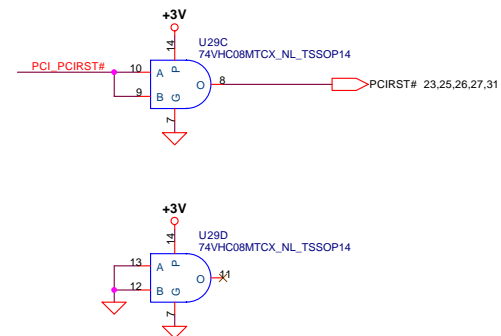 +3V
14
U29C
74VHC08MTCX_NL_TSSOP14
PCI_PCIRST#
10
A
P
O
8
PCIRST# 23,25,26,27,31
9
B
G
7
+3V
14
U29D
74VHC08MTCX_NL_TSSOP14
13
A
P
O
11
12
B
G
7